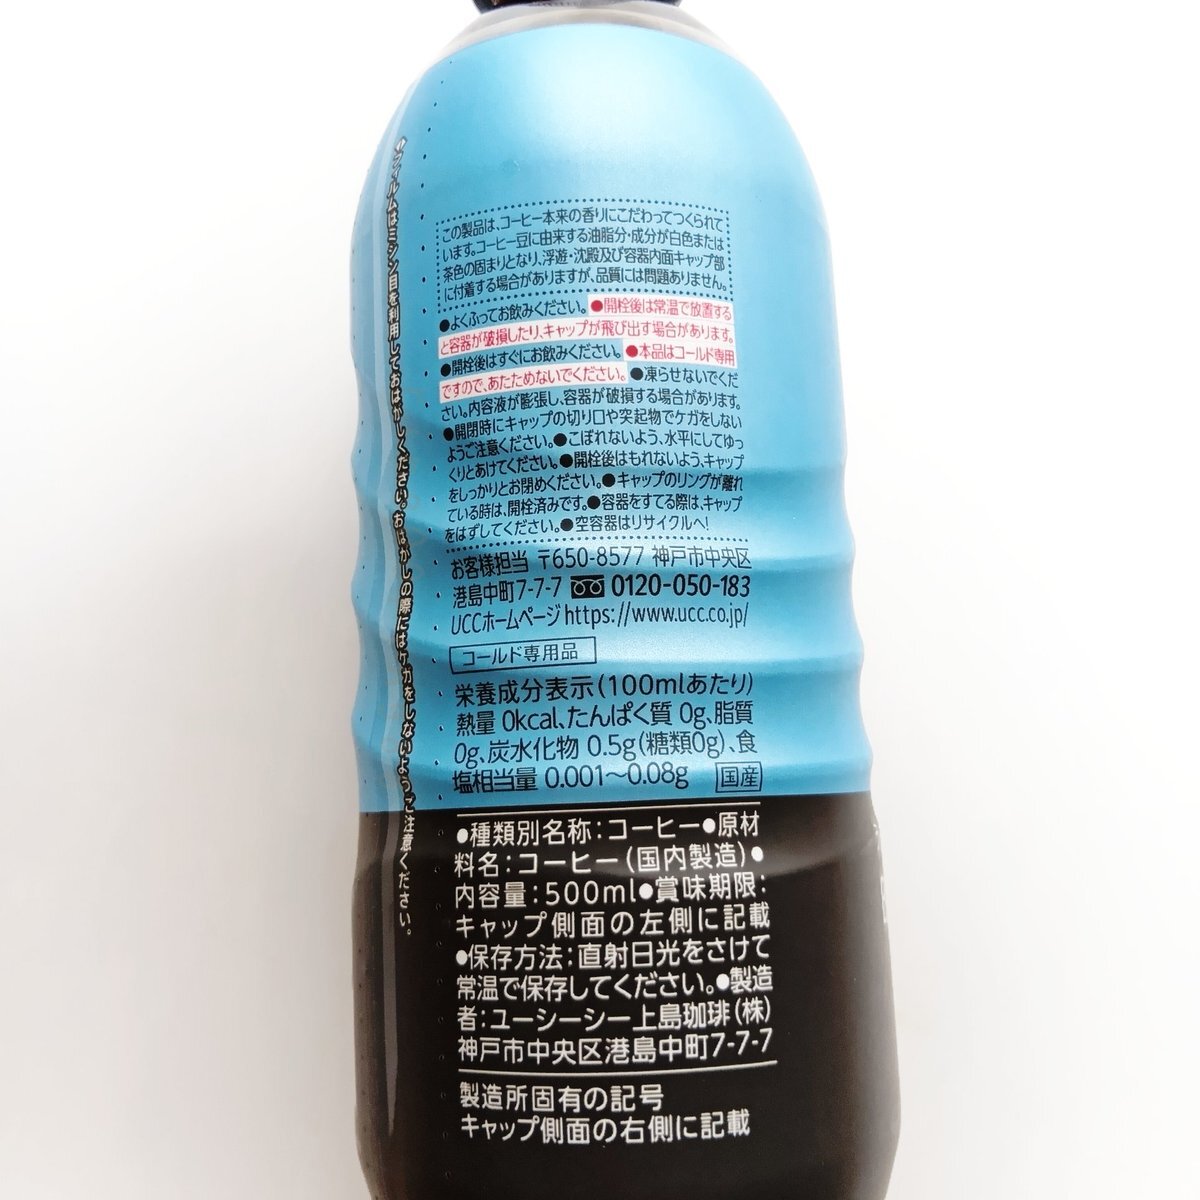 ※フィルムはミシン目を利用しておはがしください。おはがしの際にはケガをしないようご注意ください。
この製品は、コーヒー本来の香りにこだわってつくられて
います。コーヒー豆に由来する油脂分・成分が白色または
茶色の固まりとなり、浮遊・沈殿及び容器内面キャップ部
に付着する場合がありますが、品質には問題ありません。
●よくふってお飲みください。●開栓後は常温で放置する
と容器が破損したり、キャップが飛び出す場合があります。
●開栓後はすぐにお飲みください。●本品はコールド専用
ですので、あたためないでください。●凍らせないでくだ
さい。内容液が膨張し、容器が破損する場合があります。
●開閉時にキャップの切り口や突起物でケガをしない
ようご注意ください。●こぼれないよう、水平にしてゆっ
くりとあけてください。●開栓後はもれないよう、キャップ
をしっかりとお閉めください。●キャップのリングが離れ
ている時は、開栓済みです。●容器をすてる際は、キャップ
をはずしてください。●空容器はリサイクルへ!
お客様担当 〒650-8577 神戸市中央区
港島中町7-7-7 0120-050-183
UCCホームページhttps://www.ucc.co.jp/
コールド専用品
栄養成分表示(100mlあたり)
熱量 0kcal、たんぱく質 0g、脂質
0g、炭水化物 0.5g(糖類0g)、食
塩相当量 0.001〜0.08g 国産
●種類別名称:コーヒー●原材
料名:コーヒー(国内製造)●
内容量:500ml●賞味期限:
キャップ側面の左側に記載
●保存方法:直射日光をさけて
常温で保存してください。●製造
者:ユーシーシー上島珈琲(株)
神戸市中央区港島中町7-7-7
製造所固有の記号
キャップ側面の右側に記載